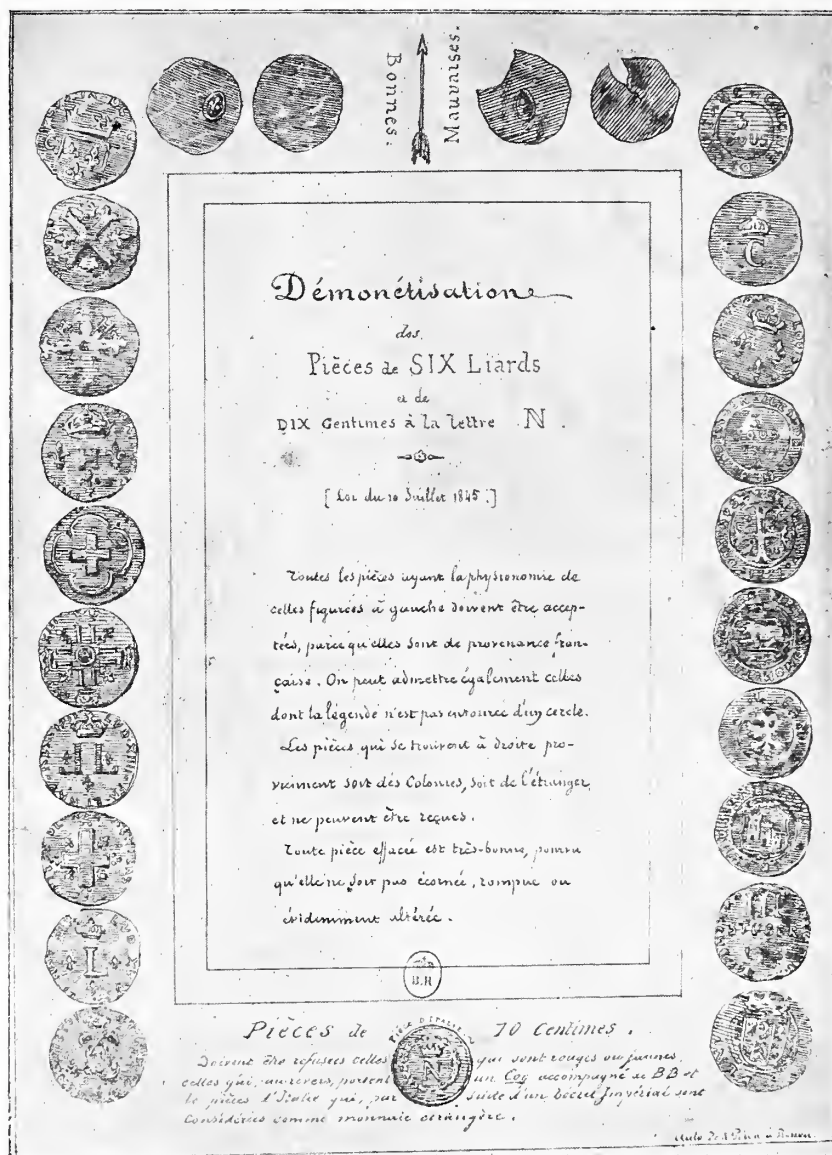 Bonnes.
Mauvaises.
Démonétisation
des
Pièces de SIX Liards
et de
DIX Centimes à la lettre N.
[Loi du 10 Juillet 1845.]
Toutes les pièces ayant la physionomie de
celles figurées à gauche doivent être accep-
tées, parce qu'elles sont de provenance fran-
çaise. On peut admettre également celles
dont la légende n'est pas entourée d'un cercle.
Les pièces qui se trouvent à droite pro-
viennent soit des Colonies, soit de l'étranger,
et ne peuvent être reçues.
Toute pièce effacée est très-bonne, pourvu
qu'elle ne soit pas écornée, rompue ou
évidemment altérée.
B.R
Pièces de 10 Centimes.
PIÈCE D'ITALIE
N
Doivent être refusées celles qui sont rouges ou jaunes,
celles qui, au revers, portent un Coq accompagné de BB et
les pièces d'Italie qui, par suite d'un Décret Impérial sont
Considérées comme monnaie étrangère.
3
SOUS
C
L